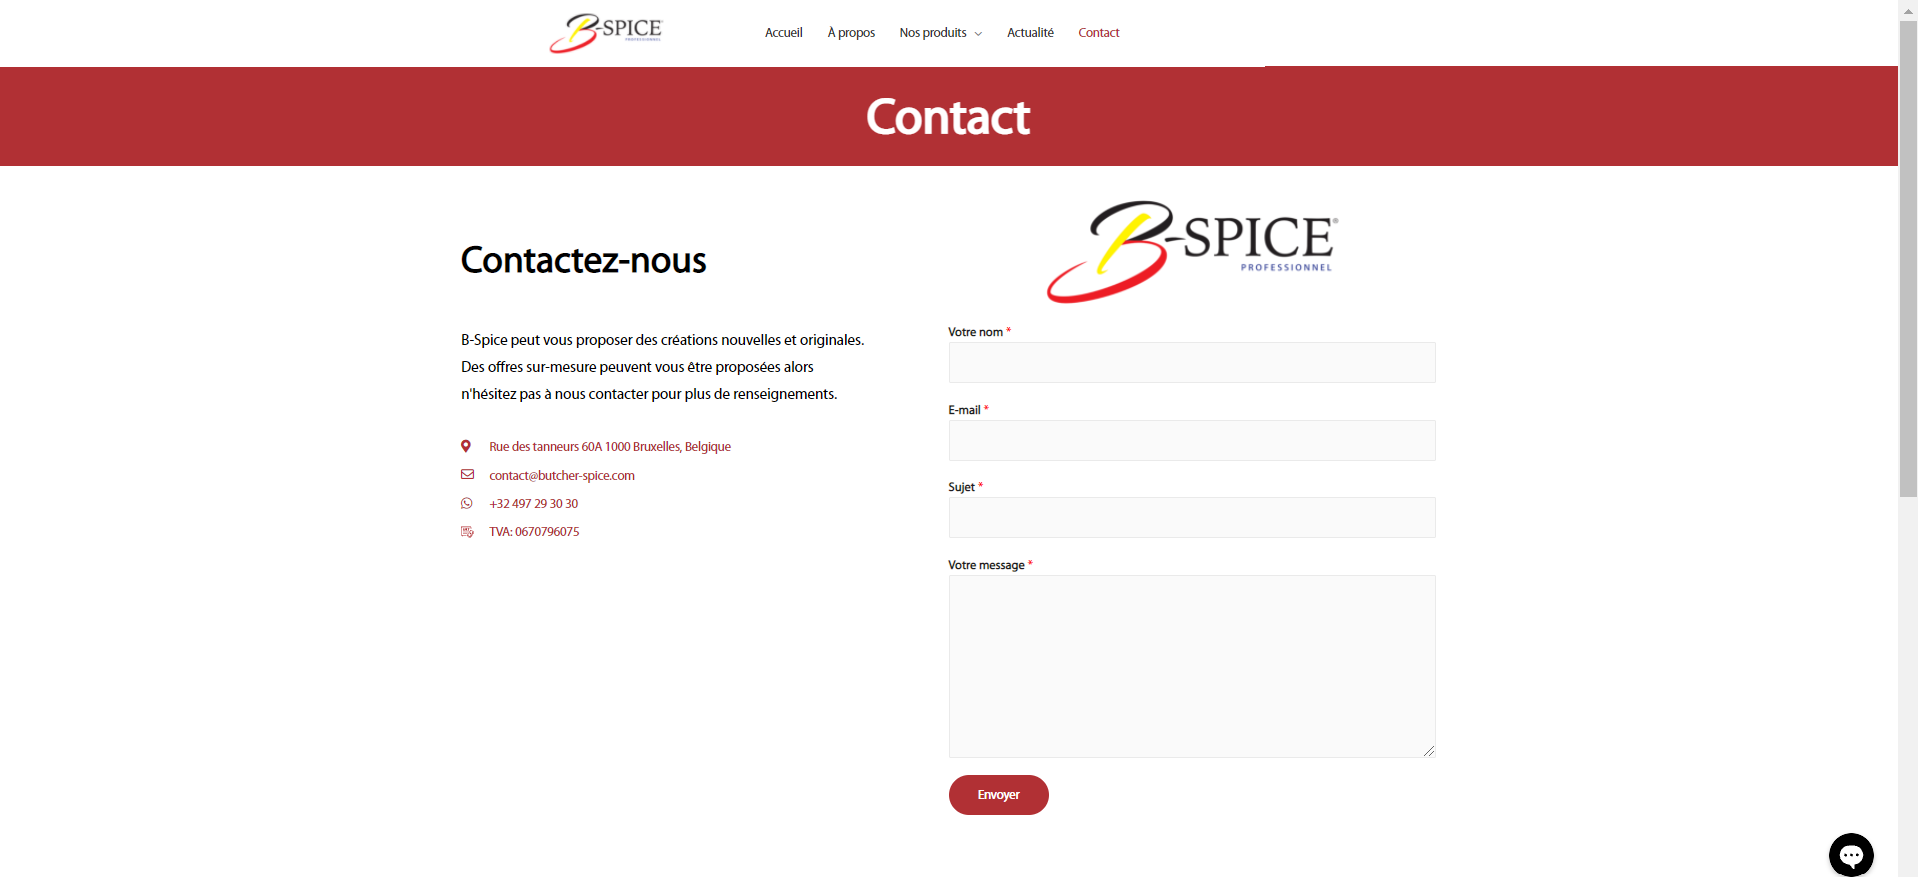 B-SPICE
PROFESSIONNEL
Accueil
À propos
Nos produits
Actualité
Contact
Contact
Contactez-nous
B-Spice peut vous proposer des créations nouvelles et originales.
Des offres sur-mesure peuvent vous être proposées alors
n'hésitez pas à nous contacter pour plus de renseignements.
Rue des tanneurs 60A 1000 Bruxelles, Belgique
contact@butcher-spice.com
+32 497 29 30 30
TVA: 0670796075
B-SPICE®
PROFESSIONNEL
Votre nom *
E-mail *
Sujet *
Votre message *
Envoyer